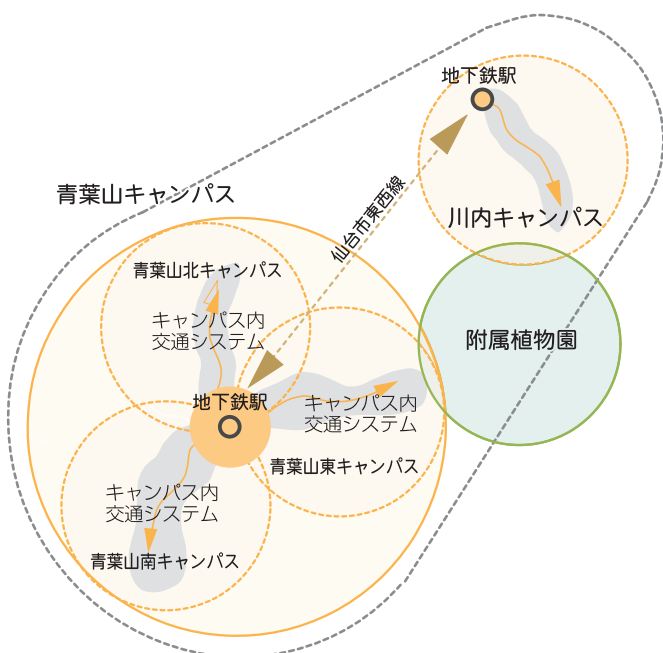 地下鉄駅
青葉山キャンパス
川内キャンパス
仙台市東西線
青葉山北キャンパス
キャンパス内
交通システム
附属植物園
地下鉄駅
キャンパス内
交通システム
青葉山東キャンパス
キャンパス内
交通システム
青葉山南キャンパス